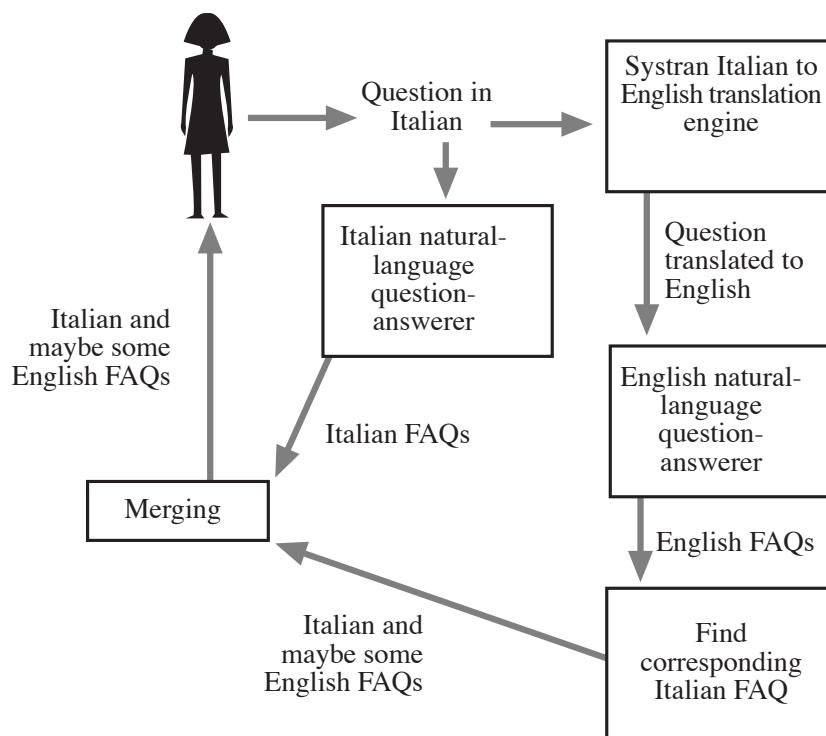 Question in
Italian
Systran Italian to
English translation
engine
Italian natural-
language
question-
answerer
Question
translated to
English
Italian and
maybe some
English FAQs
English natural-
language
question-
answerer
Italian FAQs
Merging
English FAQs
Italian and
maybe some
English FAQs
Find
corresponding
Italian FAQ